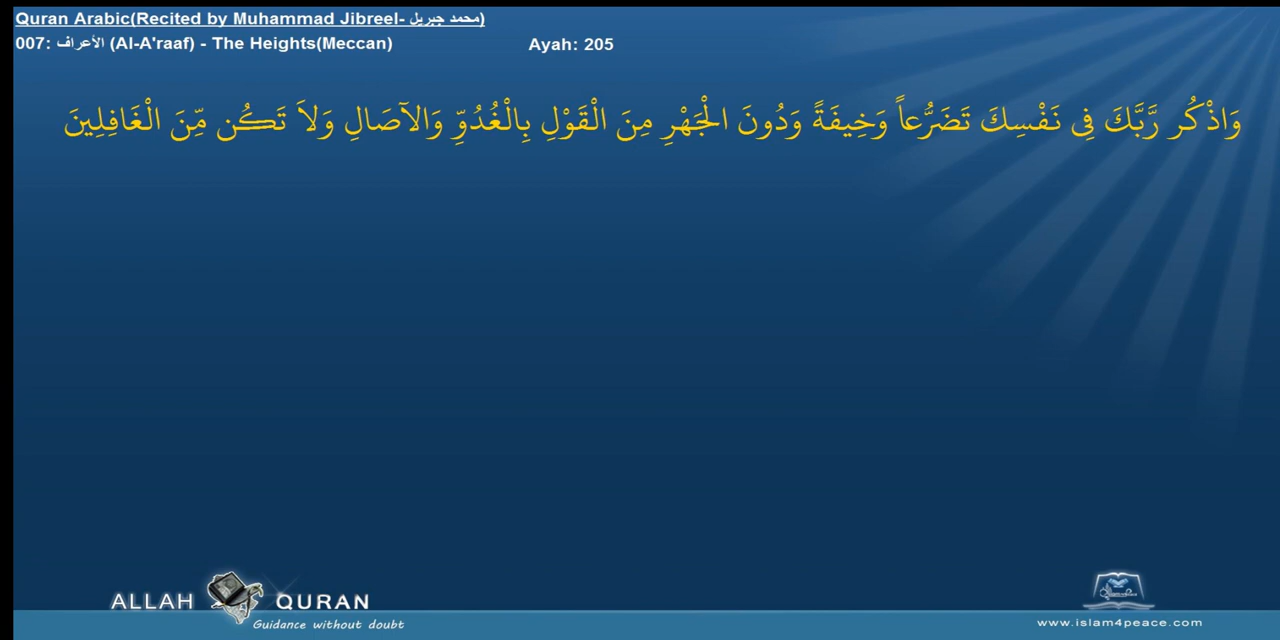 Quran Arabic(Recited by Muhammad Jibreel- محمد جبريل)
007: الأعراف (Al-A'raaf) - The Heights(Meccan)
Ayah: 205
وَاذْكُر رَّبَّكَ فِي نَفْسِكَ تَضَرُّعاً وَخِيفَةً وَدُونَ الْجَهْرِ مِنَ الْقَوْلِ بِالْغُدُوِّ وَالآصَالِ وَلاَ تَكُن مِّنَ الْغَافِلِينَ
ALLAH QURAN
Guidance without doubt
www.islam4peace.com